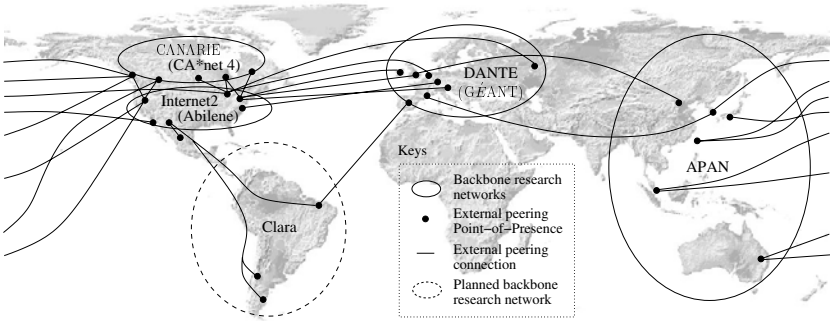 CANARIE
(CA*net 4)
Internet2
(Abilene)
DANTE
(GÉANT)
APAN
Clara
Keys
Backbone research
networks
External peering
Point-of-Presence
External peering
connection
Planned backbone
research network